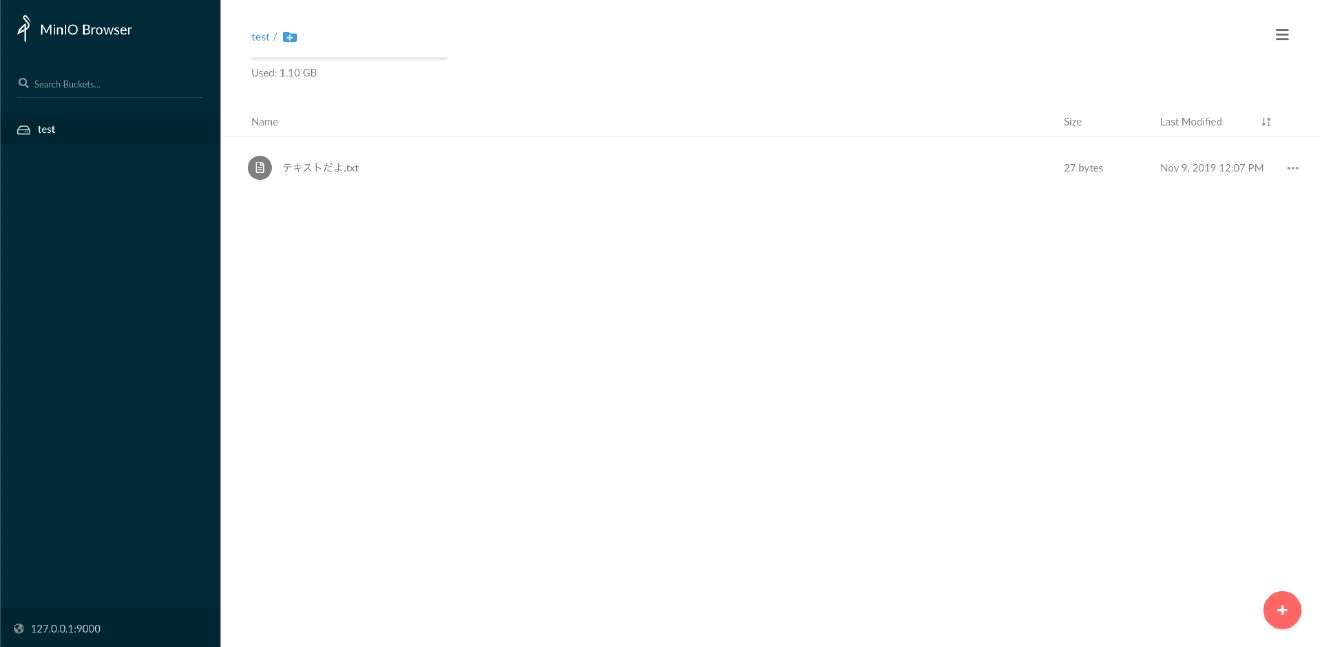 MinIO Browser
Search Buckets...
test
127.0.0.1:9000
test /
Used: 1.10 GB
Name Size Last Modified
テキストだよ.txt 27 bytes Nov 9, 2019 12:07 PM